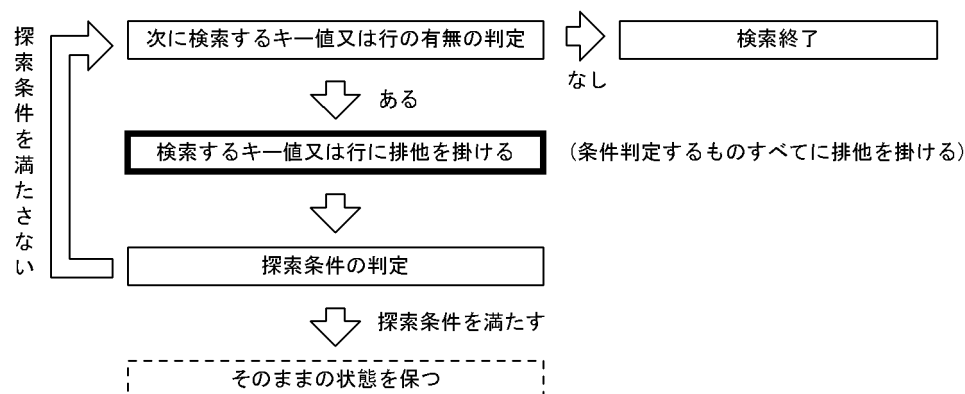 探索条件を満たさない
次に検索するキー値又は行の有無の判定
検索終了
なし
ある
検索するキー値又は行に排他を掛ける
(条件判定するものすべてに排他を掛ける)
探索条件の判定
探索条件を満たす
そのままの状態を保つ